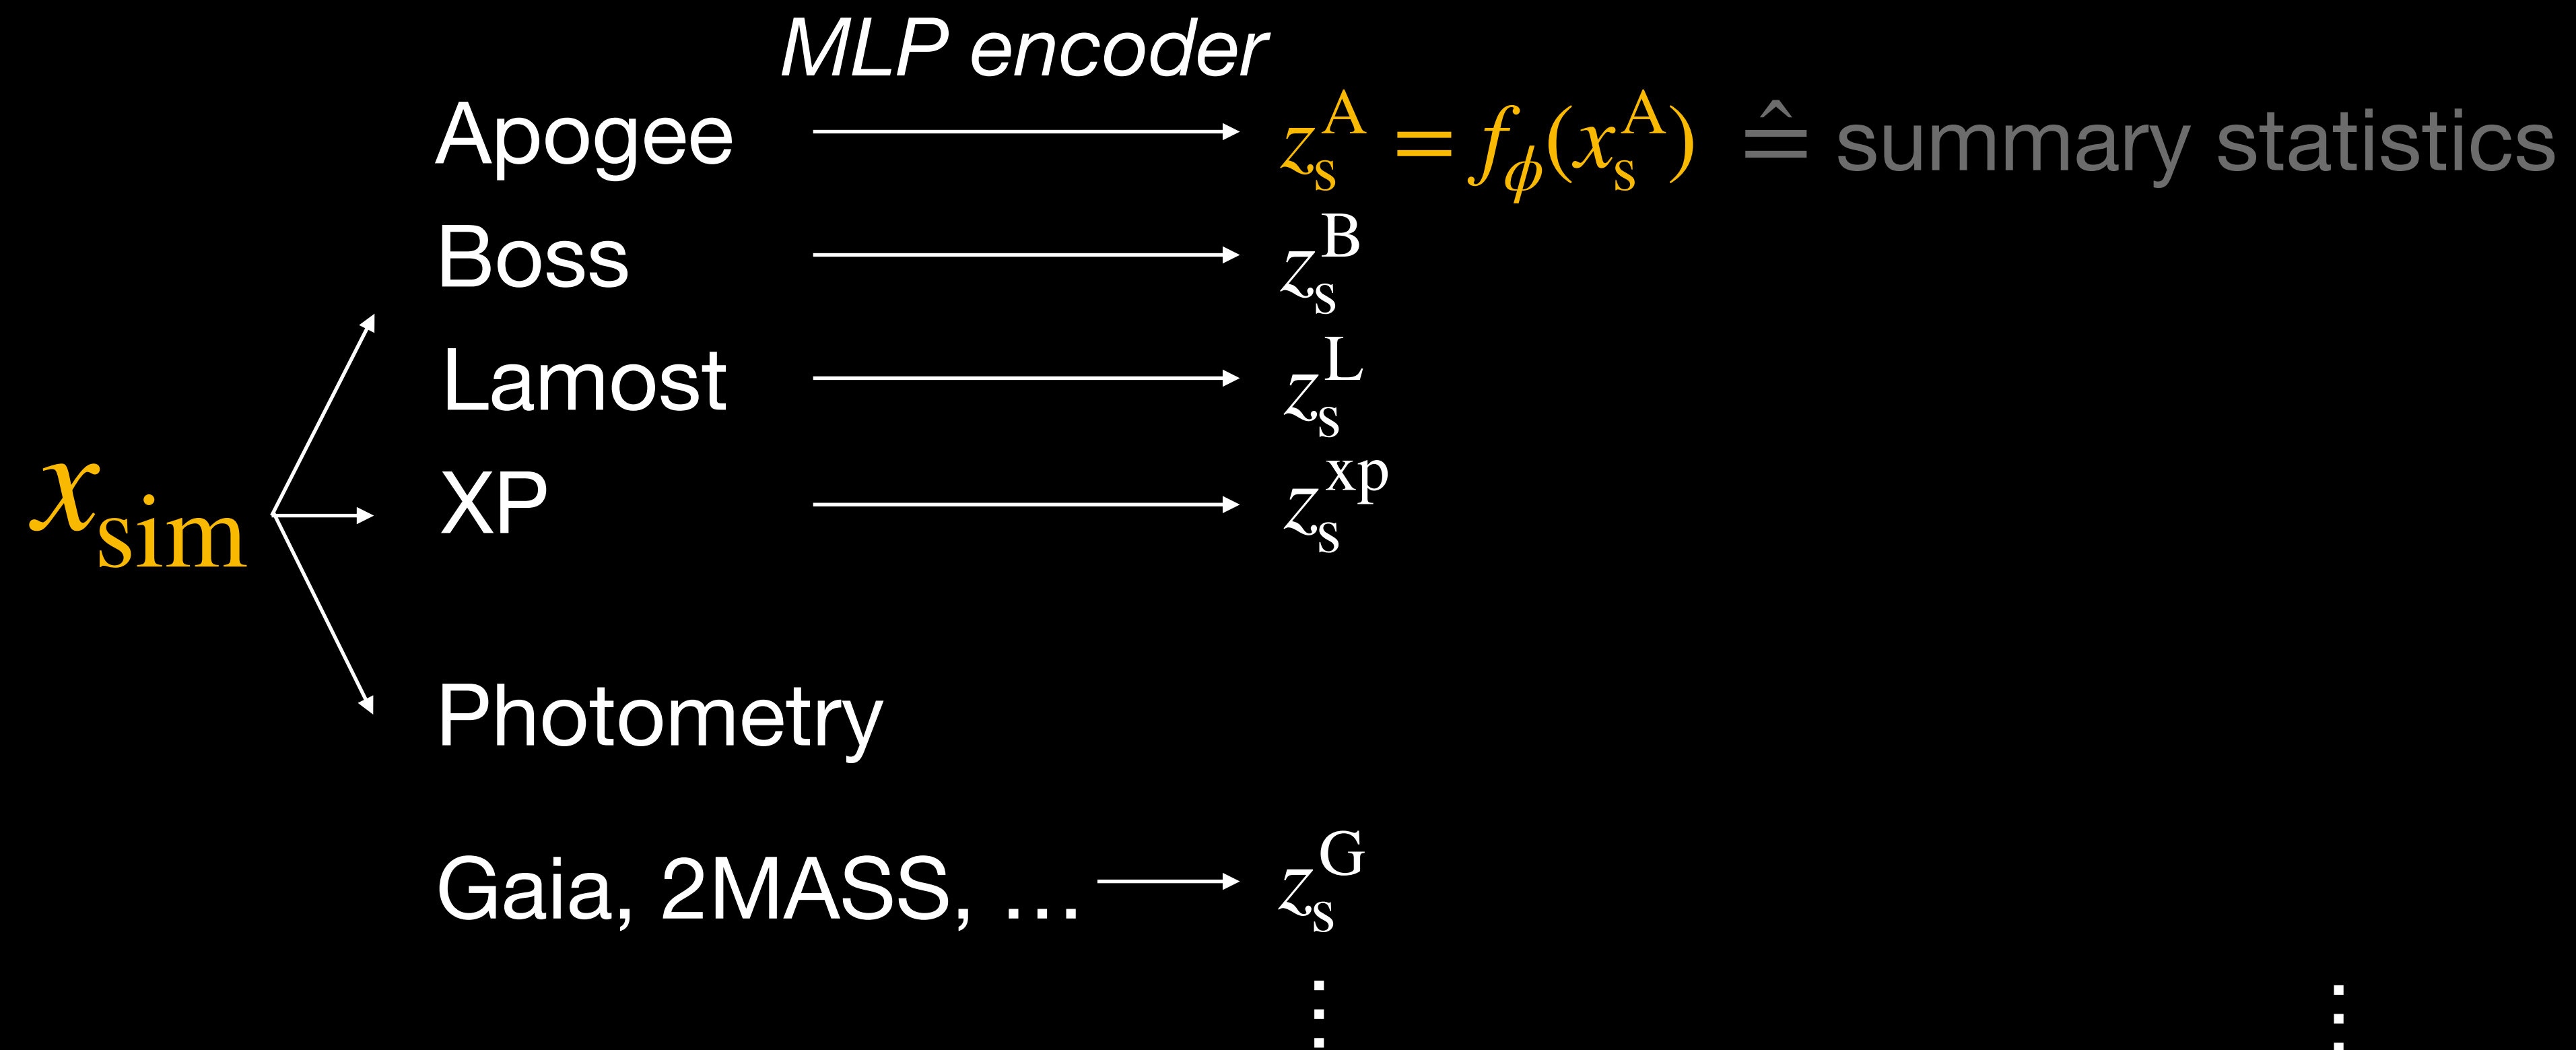 MLP encoder
Apogee z_s^A = f_ϕ(x_s^A) ≙ summary statistics
Boss z_s^B
Lamost z_s^L
x_sim XP z_s^xp
Photometry
Gaia, 2MASS, … z_s^G
⋮ ⋮